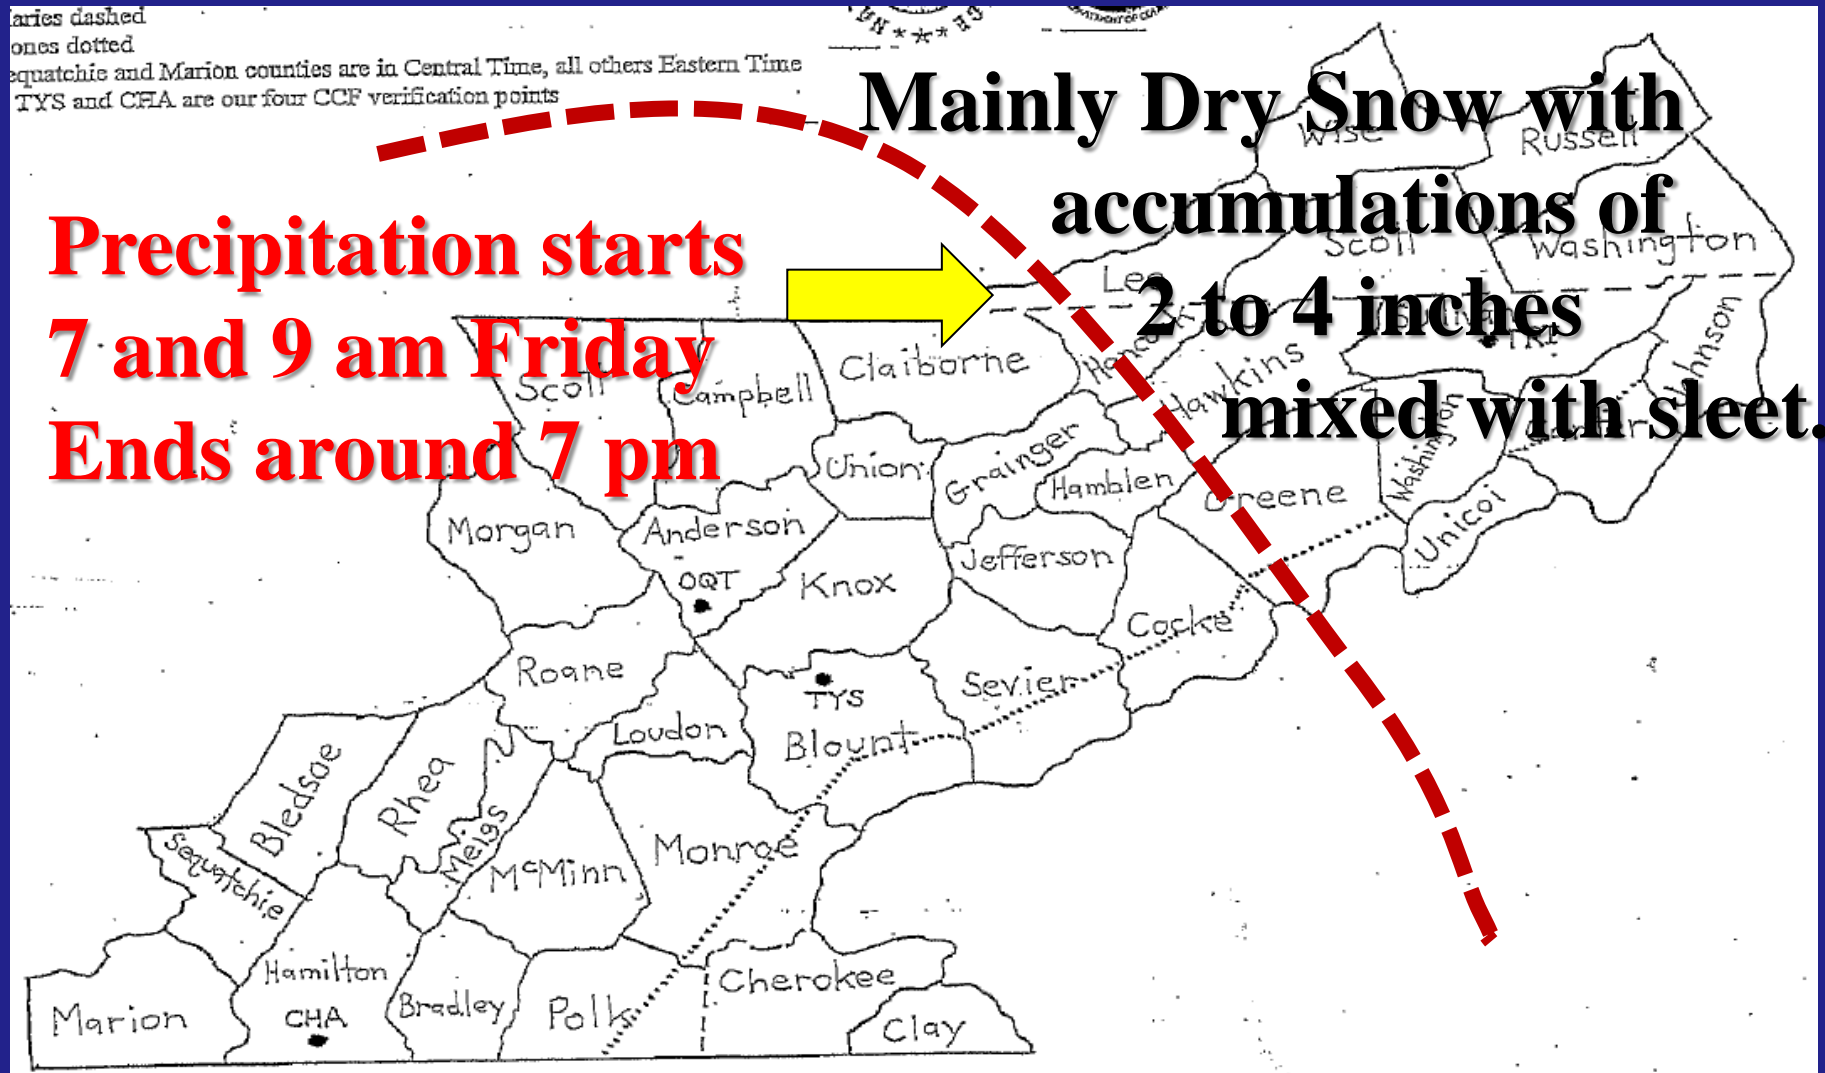 aries dashed
ones dotted
equatchie and Marion counties are in Central Time, all others Eastern Time
TYS and CHA are our four CCF verification points
Mainly Dry Snow with
accumulations of
2 to 4 inches
mixed with sleet.
Precipitation starts
7 and 9 am Friday
Ends around 7 pm
Wise
Russell
Scott
Washington
Lee
Johnson
Hancock
Hawkins
Claiborne
Scott
Campbell
Union
Grainger
Hamblen
Greene
Washington
Unicoi
Morgan
Anderson
OQT
Knox
Jefferson
Cocke
Roane
Loudon
TYS
Blount
Sevier
Bledsoe
Rhea
Meigs
McMinn
Monroe
Sequatchie
Marion
Hamilton
CHA
Bradley
Polk
Cherokee
Clay